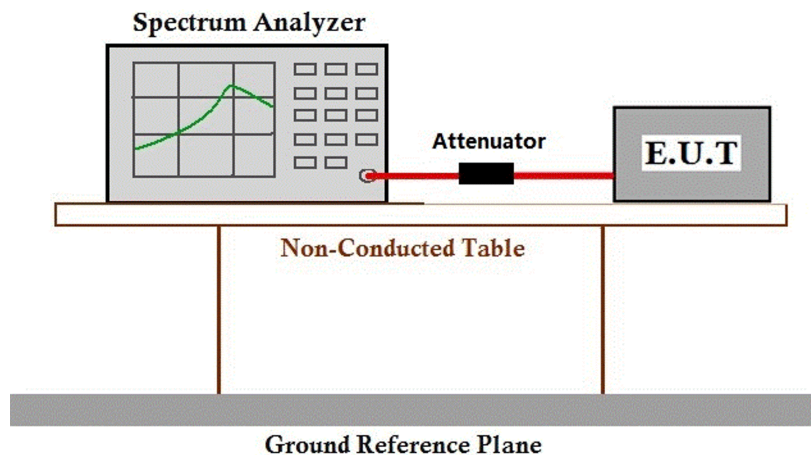 Spectrum Analyzer
Attenuator
E.U.T
Non-Conducted Table
Ground Reference Plane